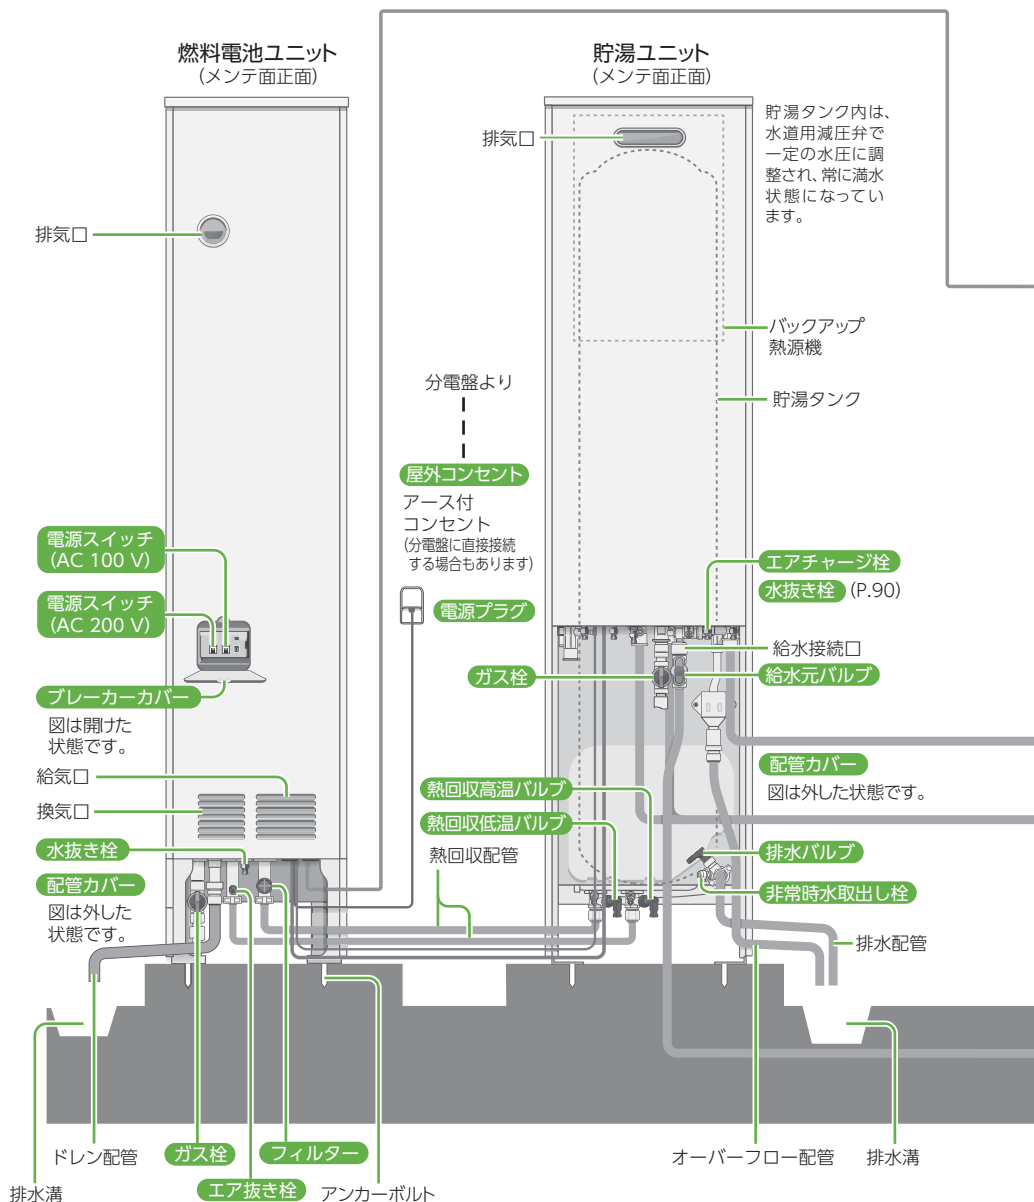 燃料電池ユニット
(メンテ面正面)
排気口
電源スイッチ
(AC 100 V)
電源スイッチ
(AC 200 V)
ブレーカーカバー
図は開けた
状態です。
給気口
換気口
水抜き栓
配管カバー
図は外した
状態です。
ドレン配管
排水溝
ガス栓
エア抜き栓
フィルター
アンカーボルト
分電盤より
屋外コンセント
アース付
コンセント
(分電盤に直接接続
する場合もあります)
電源プラグ
熱回収高温バルブ
熱回収低温バルブ
熱回収配管
貯湯ユニット
(メンテ面正面)
排気口
貯湯タンク内は、
水道用減圧弁で
一定の水圧に調
整され、常に満水
状態になってい
ます。
バックアップ
熱源機
貯湯タンク
エアチャージ栓
水抜き栓 (P.90)
給水接続口
ガス栓
給水元バルブ
配管カバー
図は外した状態です。
排水バルブ
非常時水取出し栓
排水配管
オーバーフロー配管
排水溝